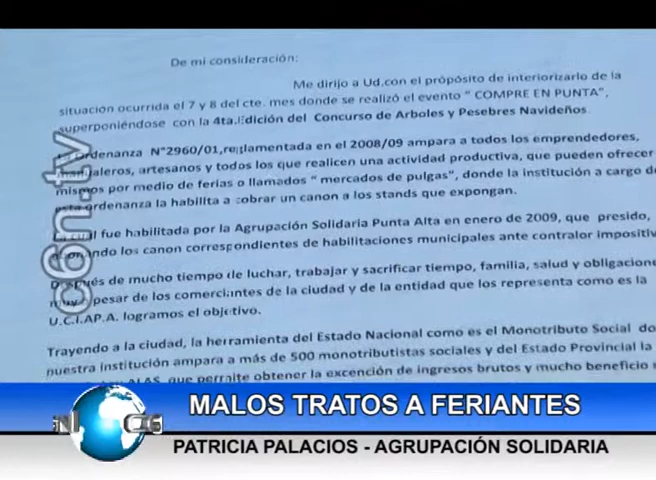 De mi consideración:
Me dirijo a Ud.con el propósito de interiorizarlo de la
situación ocurrida el 7 y 8 del cte. mes donde se realizó el evento " COMPRE EN PUNTA",
superponiéndose con la 4ta.Edición del Concurso de Arboles y Pesebres Navideños
Ordenanza N°2960/01,reglamentada en el 2008/09 ampara a todos los emprendedores,
artesanos y todos los que realicen una actividad productiva, que pueden ofrecer
mismos por medio de ferias o llamados " mercados de pulgas", donde la institución a cargo de
esta ordenanza la habilita a cobrar un canon a los stands que expongan.
fue habilitada por la Agrupación Solidaria Punta Alta en enero de 2009, que presido,
los canon correspondientes de habilitaciones municipales ante contralor impositiv
Después de mucho tiempo de luchar, trabajar y sacrificar tiempo, familia, salud y obligacione
muy pesar de los comerciantes de la ciudad y de la entidad que los representa como es la
U.C.IAP.A. logramos el objetivo.
Trayendo a la ciudad, la herramienta del Estado Nacional como es el Monotributo Social do
nuestra institución ampara a más de 500 monotributistas sociales y del Estado Provincial la
ALAS, que permite obtener la excención de ingresos brutos y mucho beneficio
c6n.tv
MALOS TRATOS A FERIANTES
PATRICIA PALACIOS - AGRUPACIÓN SOLIDARIA